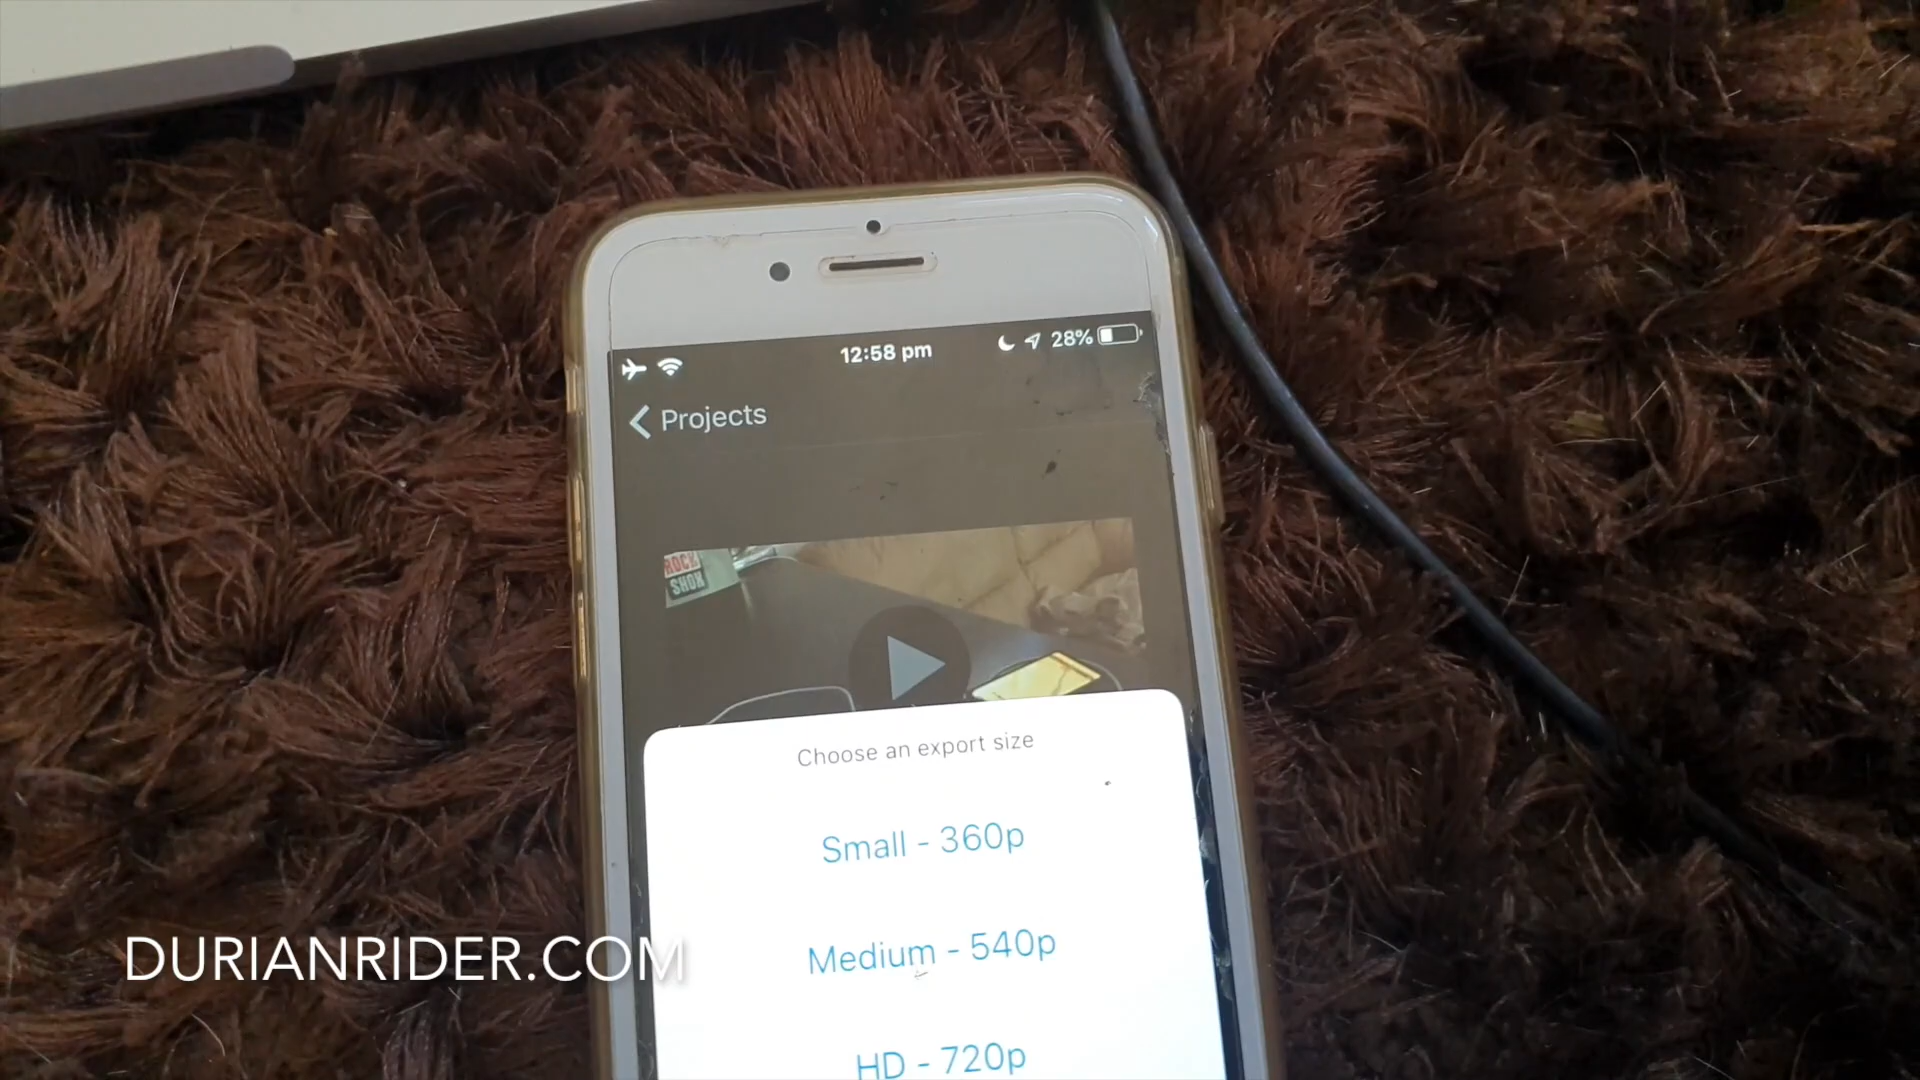 12:58 pm
28%
Projects
ROCK
SHOX
Choose an export size
Small - 360p
Medium - 540p
HD - 720p
DURIANRIDER.COM